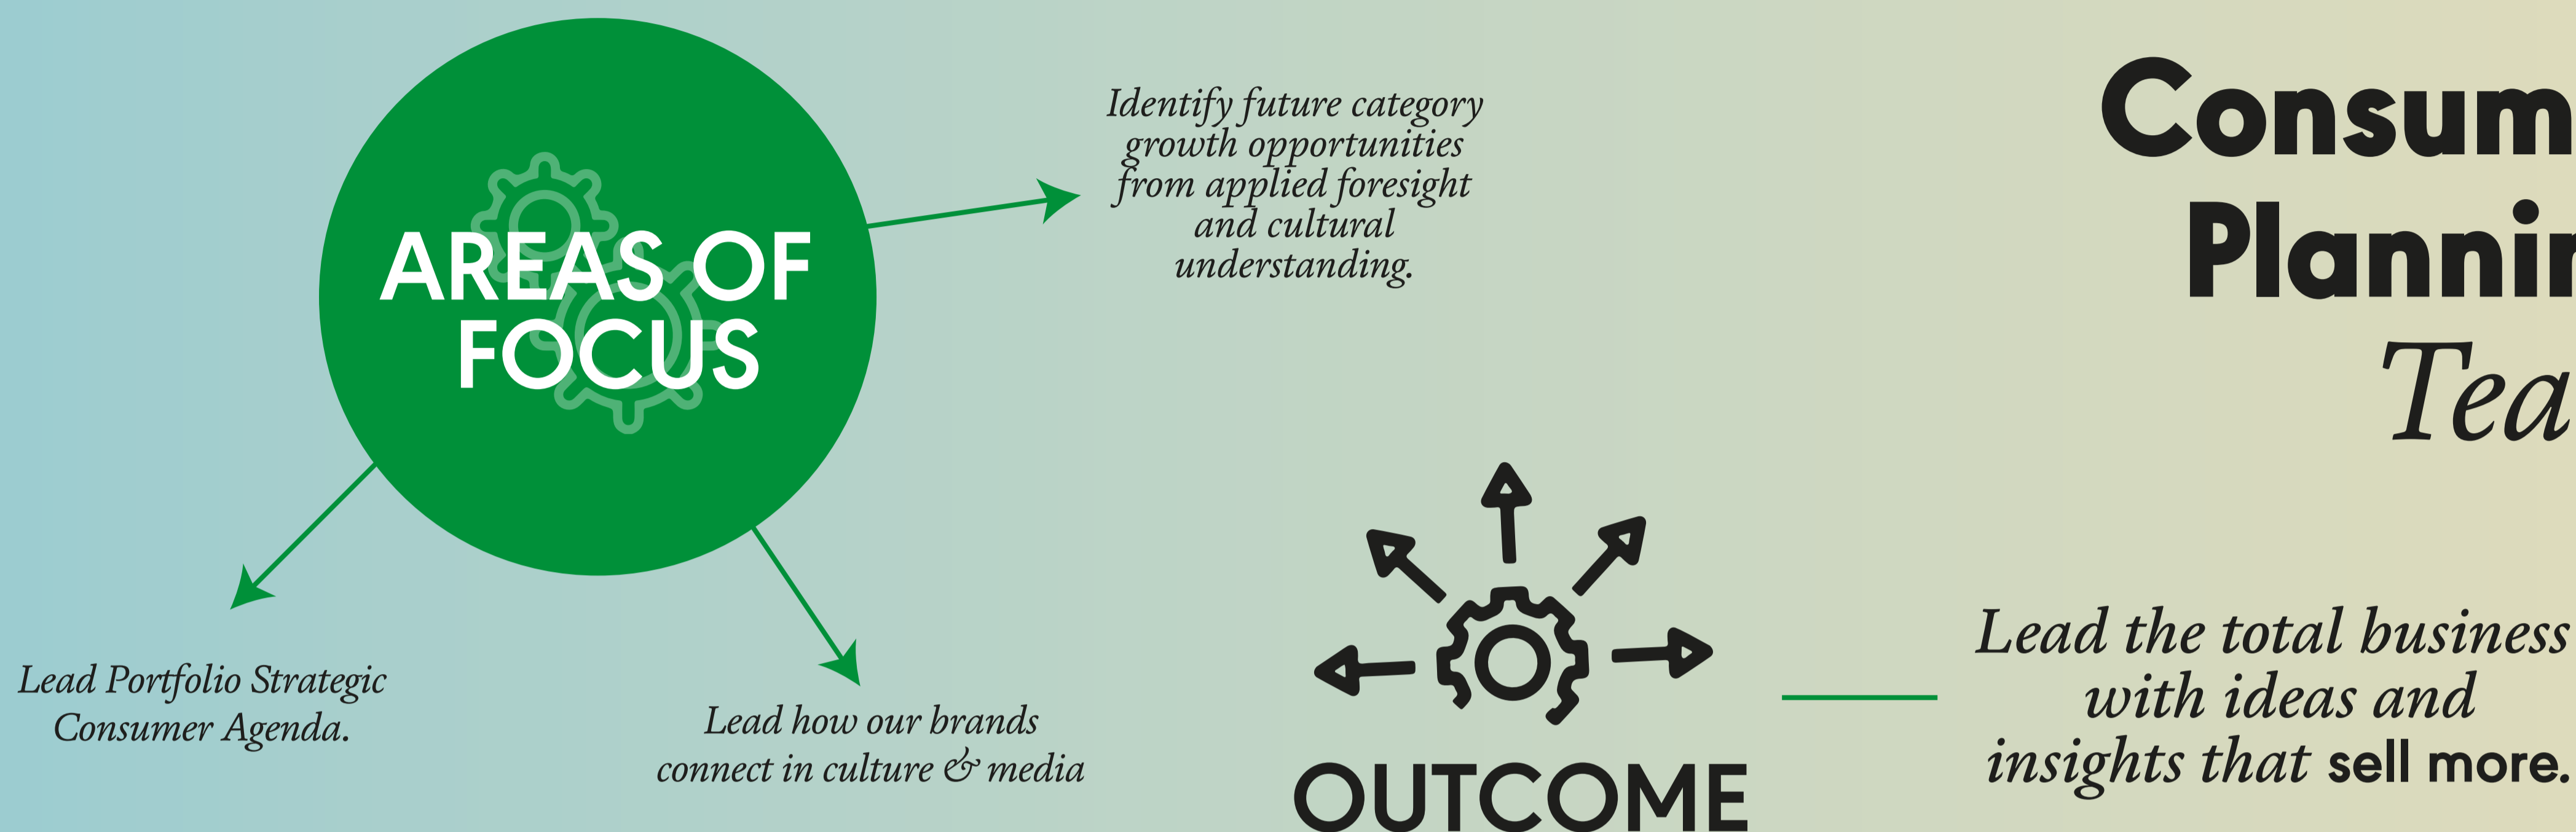 AREAS OF
FOCUS
Identify future category
growth opportunities
from applied foresight
and cultural
understanding.
Lead Portfolio Strategic
Consumer Agenda.
Lead how our brands
connect in culture & media
OUTCOME
Consum
Plannin
Tea
Lead the total business
with ideas and
insights that sell more.